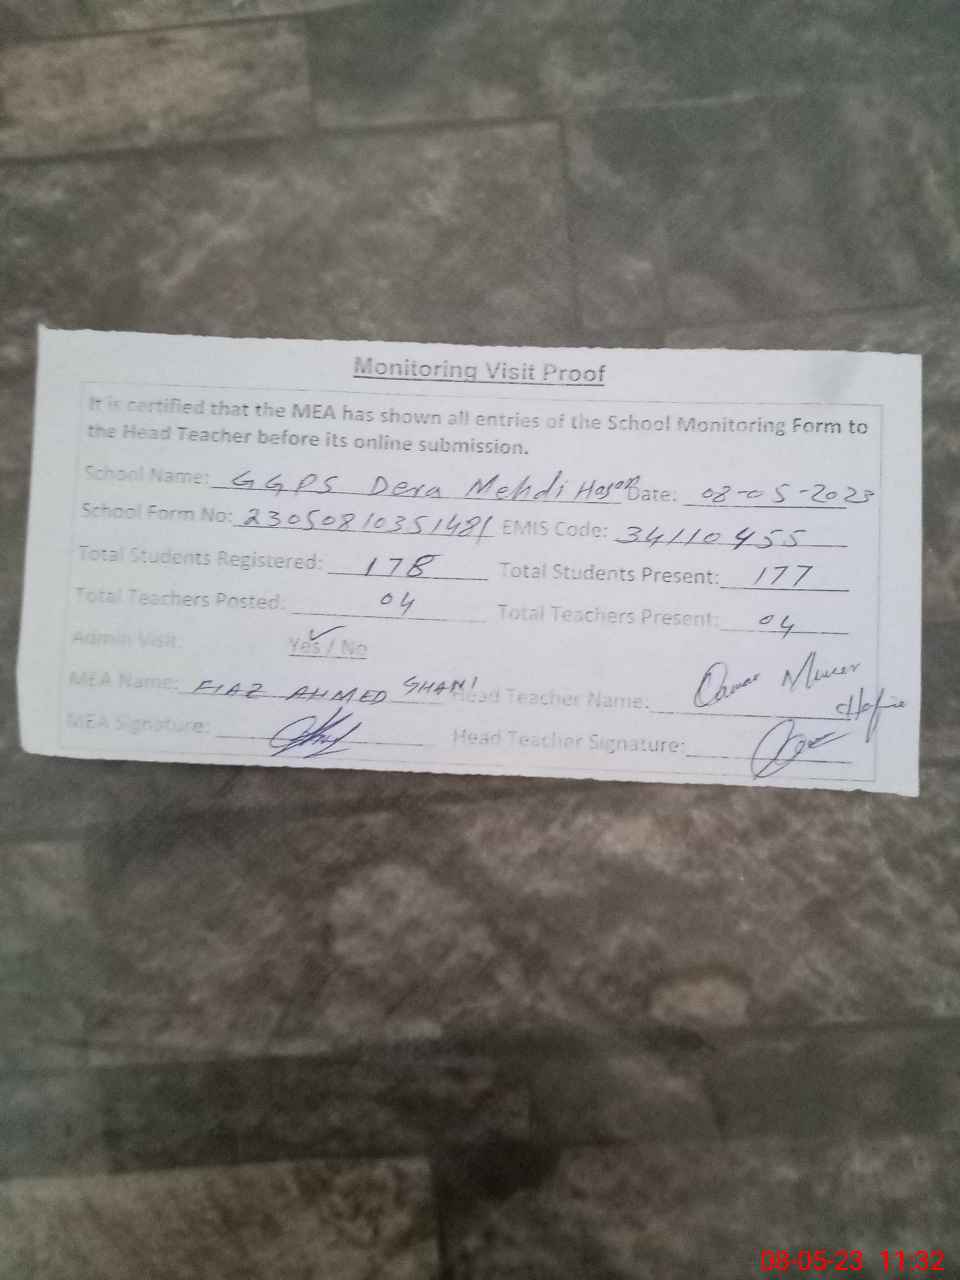 Monitoring Visit Proof
It is certified that the MEA has shown all entries of the School Monitoring Form to
the Head Teacher before its online submission.
School Name: GGPS Dera Mehdi Hasan Date: 08-05-2023
School Form No: 23050810351481 EMIS Code: 34110455
Total Students Registered: 178 Total Students Present: 177
Total Teachers Posted: 04 Total Teachers Present: 04
Admin Visit: Yes / No
MEA Name: FIAZ AHMED GHANI Head Teacher Name:
MEA Signature: Head Teacher Signature:
08-05-23 11:32